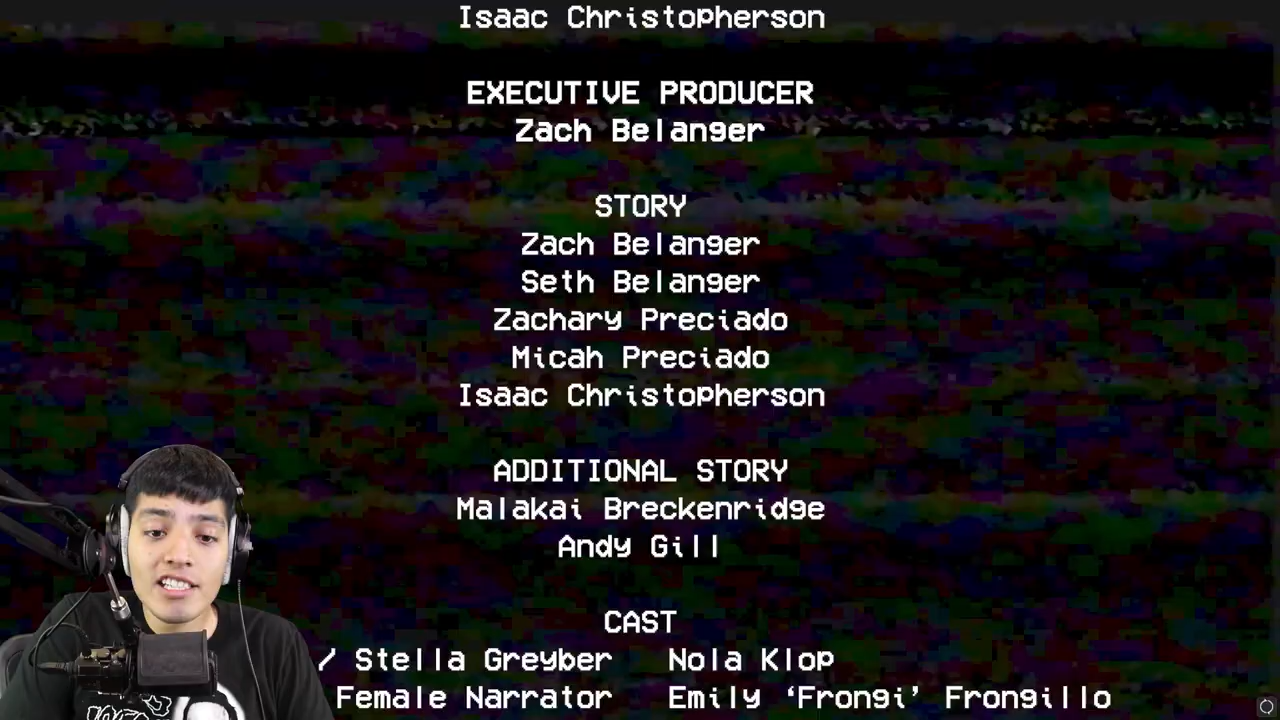 Isaac Christopherson
EXECUTIVE PRODUCER
Zach Belanger
STORY
Zach Belanger
Seth Belanger
Zachary Preciado
Micah Preciado
Isaac Christopherson
ADDITIONAL STORY
Malakai Breckenridge
Andy Gill
CAST
/ Stella Greyber Nola Klop
Female Narrator Emily ‘Frongi’ Frongillo